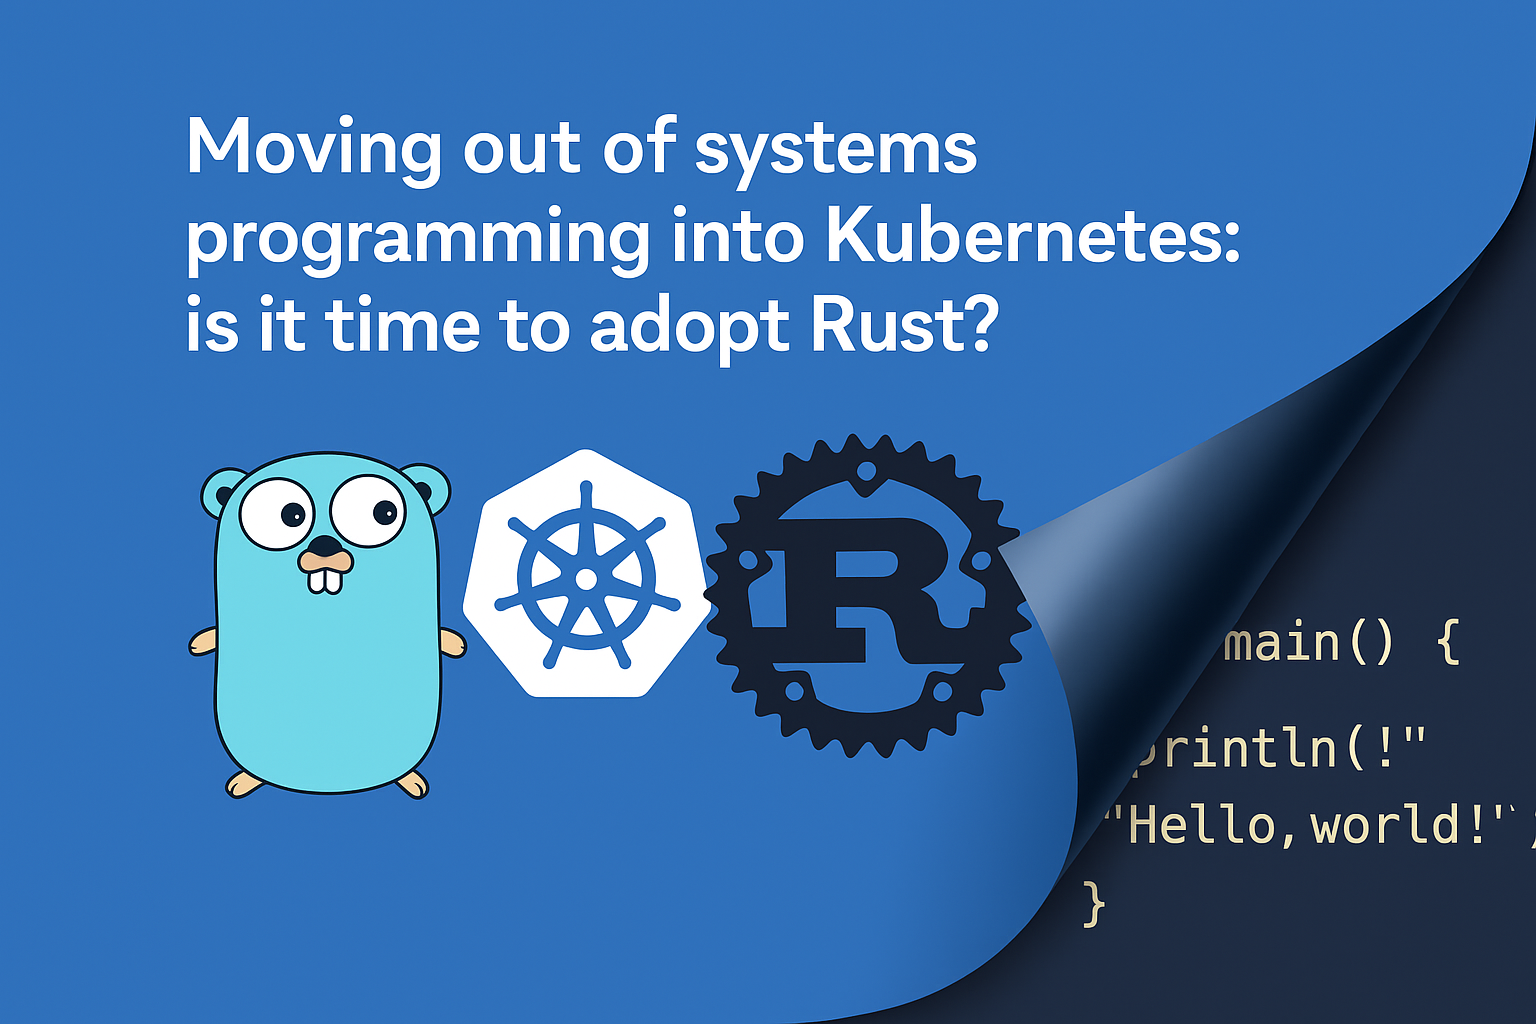 Moving out of systems
programming into Kubernetes:
is it time to adopt Rust?
R
main() {
println(!"
"Hello, world!"`;
}